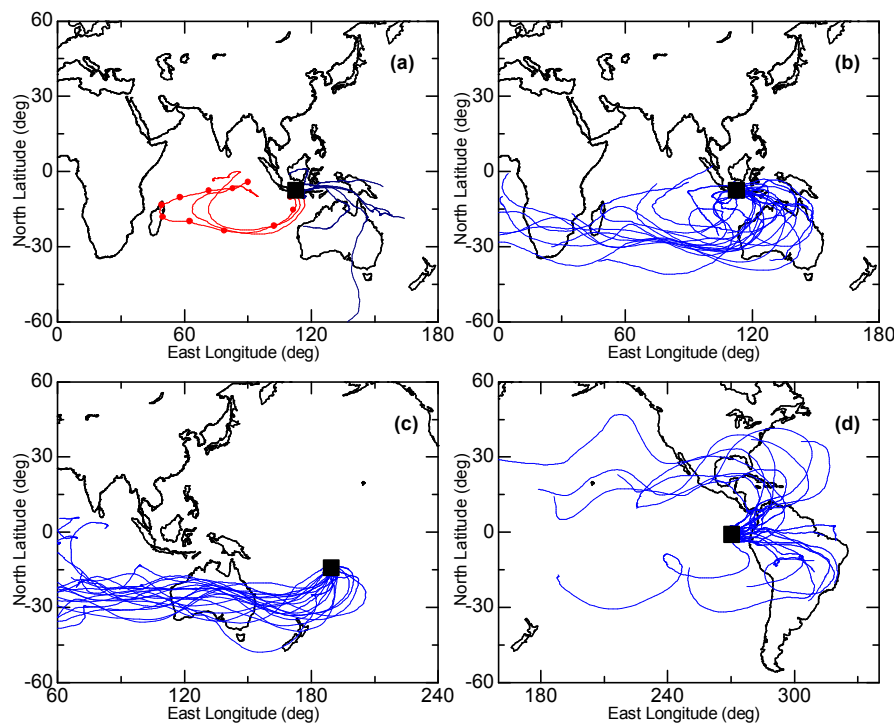 60
30
0
-30
-60
North Latitude (deg)
(a)
0 60 120 180
East Longitude (deg)
60
30
0
-30
-60
North Latitude (deg)
(b)
0 60 120 180
East Longitude (deg)
60
30
0
-30
-60
North Latitude (deg)
(c)
60 120 180 240
East Longitude (deg)
60
30
0
-30
-60
North Latitude (deg)
(d)
180 240 300
East Longitude (deg)